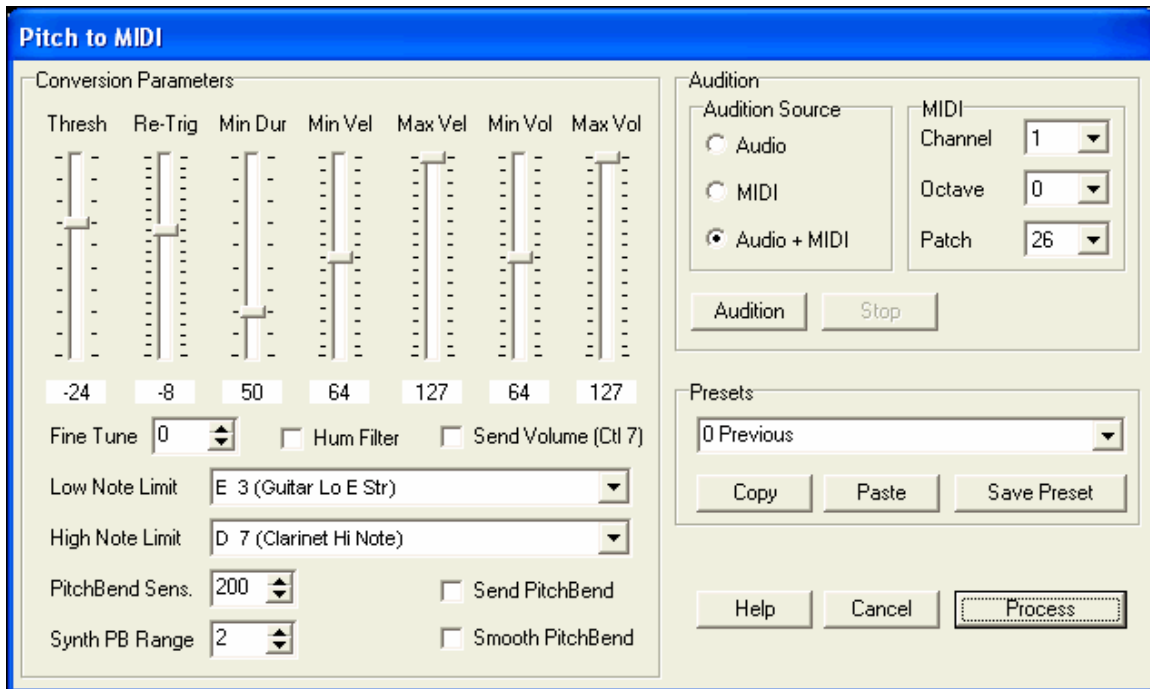 Pitch to MIDI
Conversion Parameters
Thresh Re-Trig Min Dur Min Vel Max Vel Min Vol Max Vol
-24 -8 50 64 127 64 127
Fine Tune 0 Hum Filter Send Volume (Ctl 7)
Low Note Limit E 3 (Guitar Lo E Str)
High Note Limit D 7 (Clarinet Hi Note)
PitchBend Sens. 200 Send PitchBend
Synth PB Range 2 Smooth PitchBend
Audition
Audition Source
Audio
MIDI
Audio + MIDI
MIDI
Channel 1
Octave 0
Patch 26
Audition Stop
Presets
0 Previous
Copy Paste Save Preset
Help Cancel Process